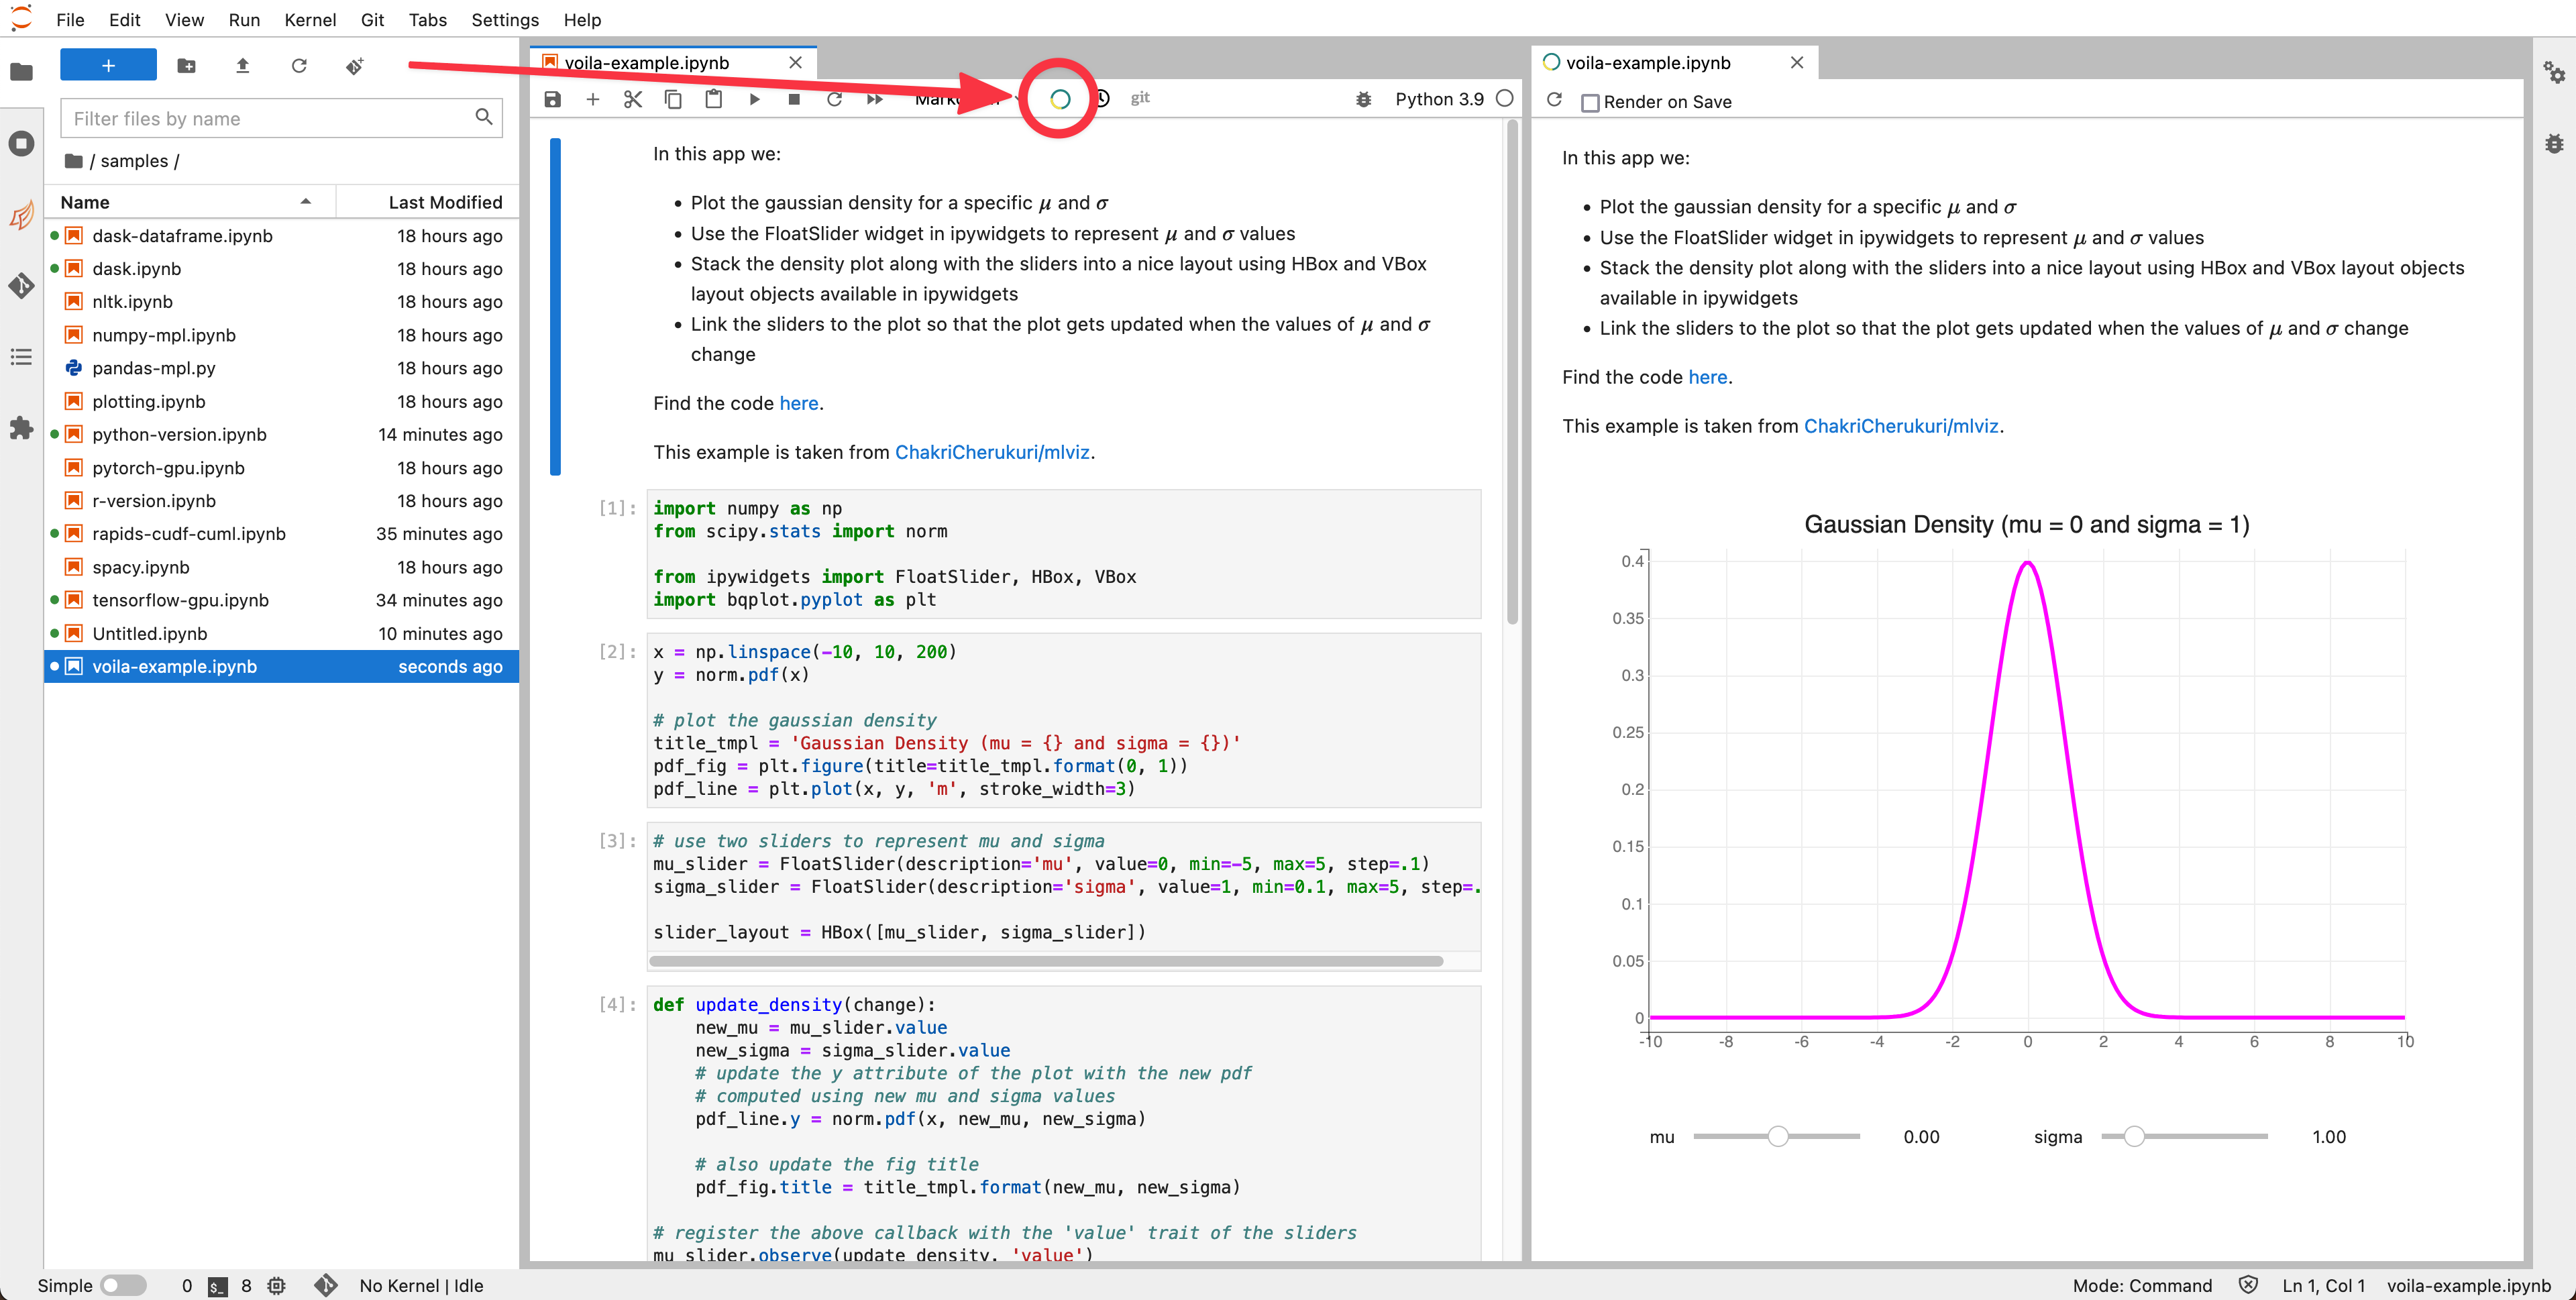 File Edit View Run Kernel Git Tabs Settings Help
Filter files by name
/ samples /
Name Last Modified
dask-dataframe.ipynb 18 hours ago
dask.ipynb 18 hours ago
nltk.ipynb 18 hours ago
numpy-mpl.ipynb 18 hours ago
pandas-mpl.py 18 hours ago
plotting.ipynb 18 hours ago
python-version.ipynb 14 minutes ago
pytorch-gpu.ipynb 18 hours ago
r-version.ipynb 18 hours ago
rapids-cudf-cuml.ipynb 35 minutes ago
spacy.ipynb 18 hours ago
tensorflow-gpu.ipynb 34 minutes ago
Untitled.ipynb 10 minutes ago
voila-example.ipynb seconds ago
voila-example.ipynb
git Python 3.9
In this app we:
• Plot the gaussian density for a specific μ and σ
• Use the FloatSlider widget in ipywidgets to represent μ and σ values
• Stack the density plot along with the sliders into a nice layout using HBox and VBox
layout objects available in ipywidgets
• Link the sliders to the plot so that the plot gets updated when the values of μ and σ
change
Find the code here.
This example is taken from ChakriCherukuri/mlviz.
[1]: import numpy as np
from scipy.stats import norm
from ipywidgets import FloatSlider, HBox, VBox
import bqplot.pyplot as plt
[2]: x = np.linspace(-10, 10, 200)
y = norm.pdf(x)
# plot the gaussian density
title_tmpl = 'Gaussian Density (mu = {} and sigma = {})'
pdf_fig = plt.figure(title=title_tmpl.format(0, 1))
pdf_line = plt.plot(x, y, 'm', stroke_width=3)
[3]: # use two sliders to represent mu and sigma
mu_slider = FloatSlider(description='mu', value=0, min=-5, max=5, step=.1)
sigma_slider = FloatSlider(description='sigma', value=1, min=0.1, max=5, step=.
slider_layout = HBox([mu_slider, sigma_slider])
[4]: def update_density(change):
    new_mu = mu_slider.value
    new_sigma = sigma_slider.value
    # update the y attribute of the plot with the new pdf
    # computed using new mu and sigma values
    pdf_line.y = norm.pdf(x, new_mu, new_sigma)
    # also update the fig title
    pdf_fig.title = title_tmpl.format(new_mu, new_sigma)
# register the above callback with the 'value' trait of the sliders
mu_slider.observe(update_density, 'value')
voila-example.ipynb
Render on Save
In this app we:
• Plot the gaussian density for a specific μ and σ
• Use the FloatSlider widget in ipywidgets to represent μ and σ values
• Stack the density plot along with the sliders into a nice layout using HBox and VBox layout objects
available in ipywidgets
• Link the sliders to the plot so that the plot gets updated when the values of μ and σ change
Find the code here.
This example is taken from ChakriCherukuri/mlviz.
Gaussian Density (mu = 0 and sigma = 1)
0.4
0.35
0.3
0.25
0.2
0.15
0.1
0.05
0
-10 -8 -6 -4 -2 0 2 4 6 8 10
mu 0.00 sigma 1.00
Simple 0 $_ 8 No Kernel | Idle Mode: Command Ln 1, Col 1 voila-example.ipynb